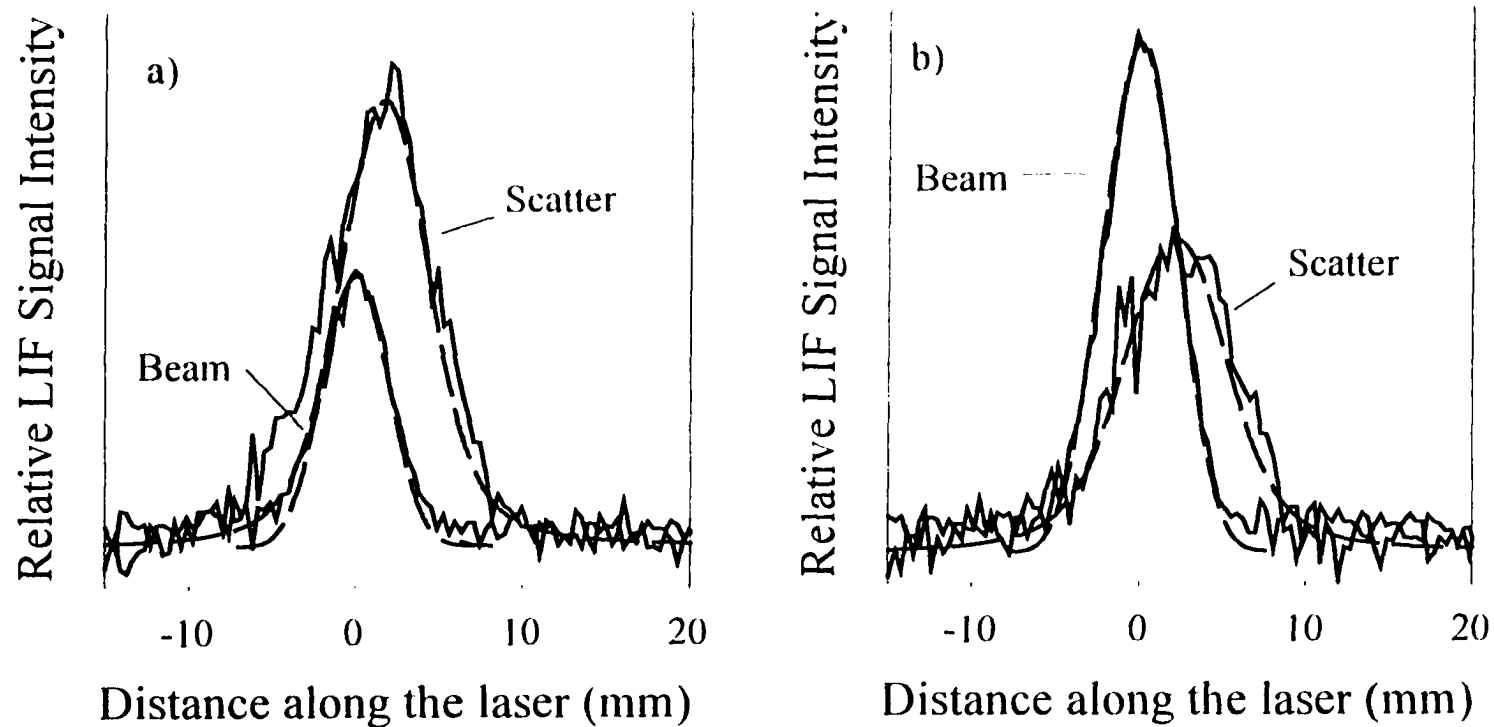 Relative LIF Signal Intensity
a)
Scatter
Beam
-10 0 10 20
Distance along the laser (mm)
Relative LIF Signal Intensity
b)
Beam
Scatter
-10 0 10 20
Distance along the laser (mm)